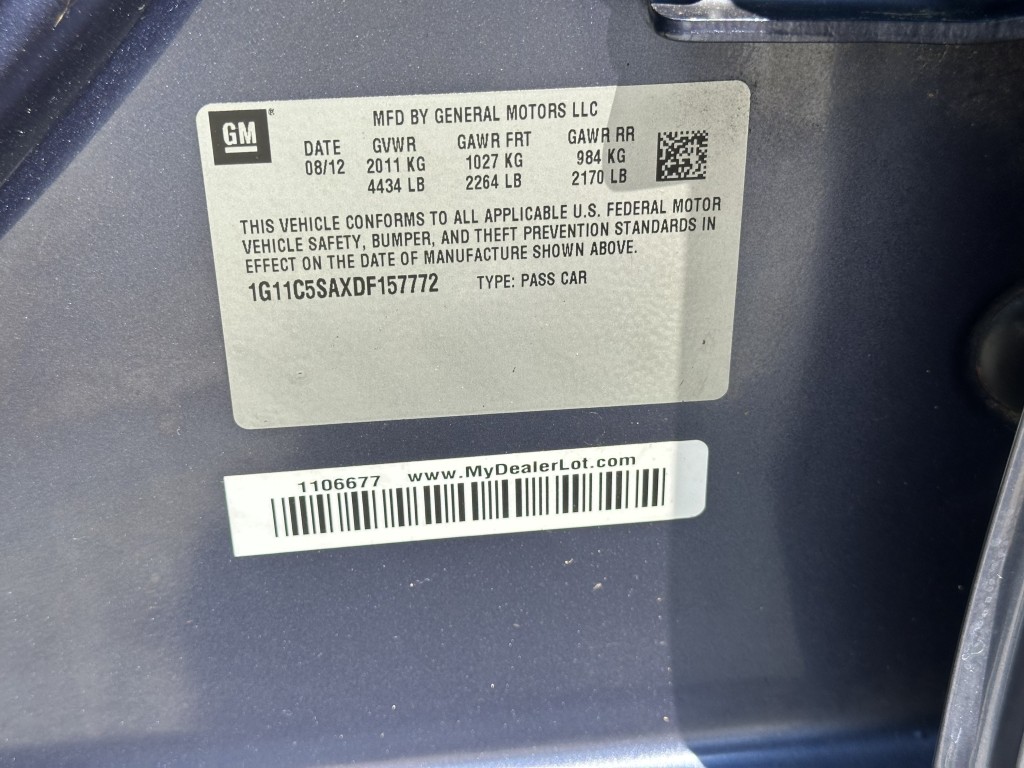 GM ®
MFD BY GENERAL MOTORS LLC
DATE GVWR GAWR FRT GAWR RR
08/12 2011 KG 1027 KG 984 KG
4434 LB 2264 LB 2170 LB
THIS VEHICLE CONFORMS TO ALL APPLICABLE U.S. FEDERAL MOTOR
VEHICLE SAFETY, BUMPER, AND THEFT PREVENTION STANDARDS IN
EFFECT ON THE DATE OF MANUFACTURE SHOWN ABOVE.
1G11C5SAXDF157772 TYPE: PASS CAR
1106677 www.MyDealerLot.com